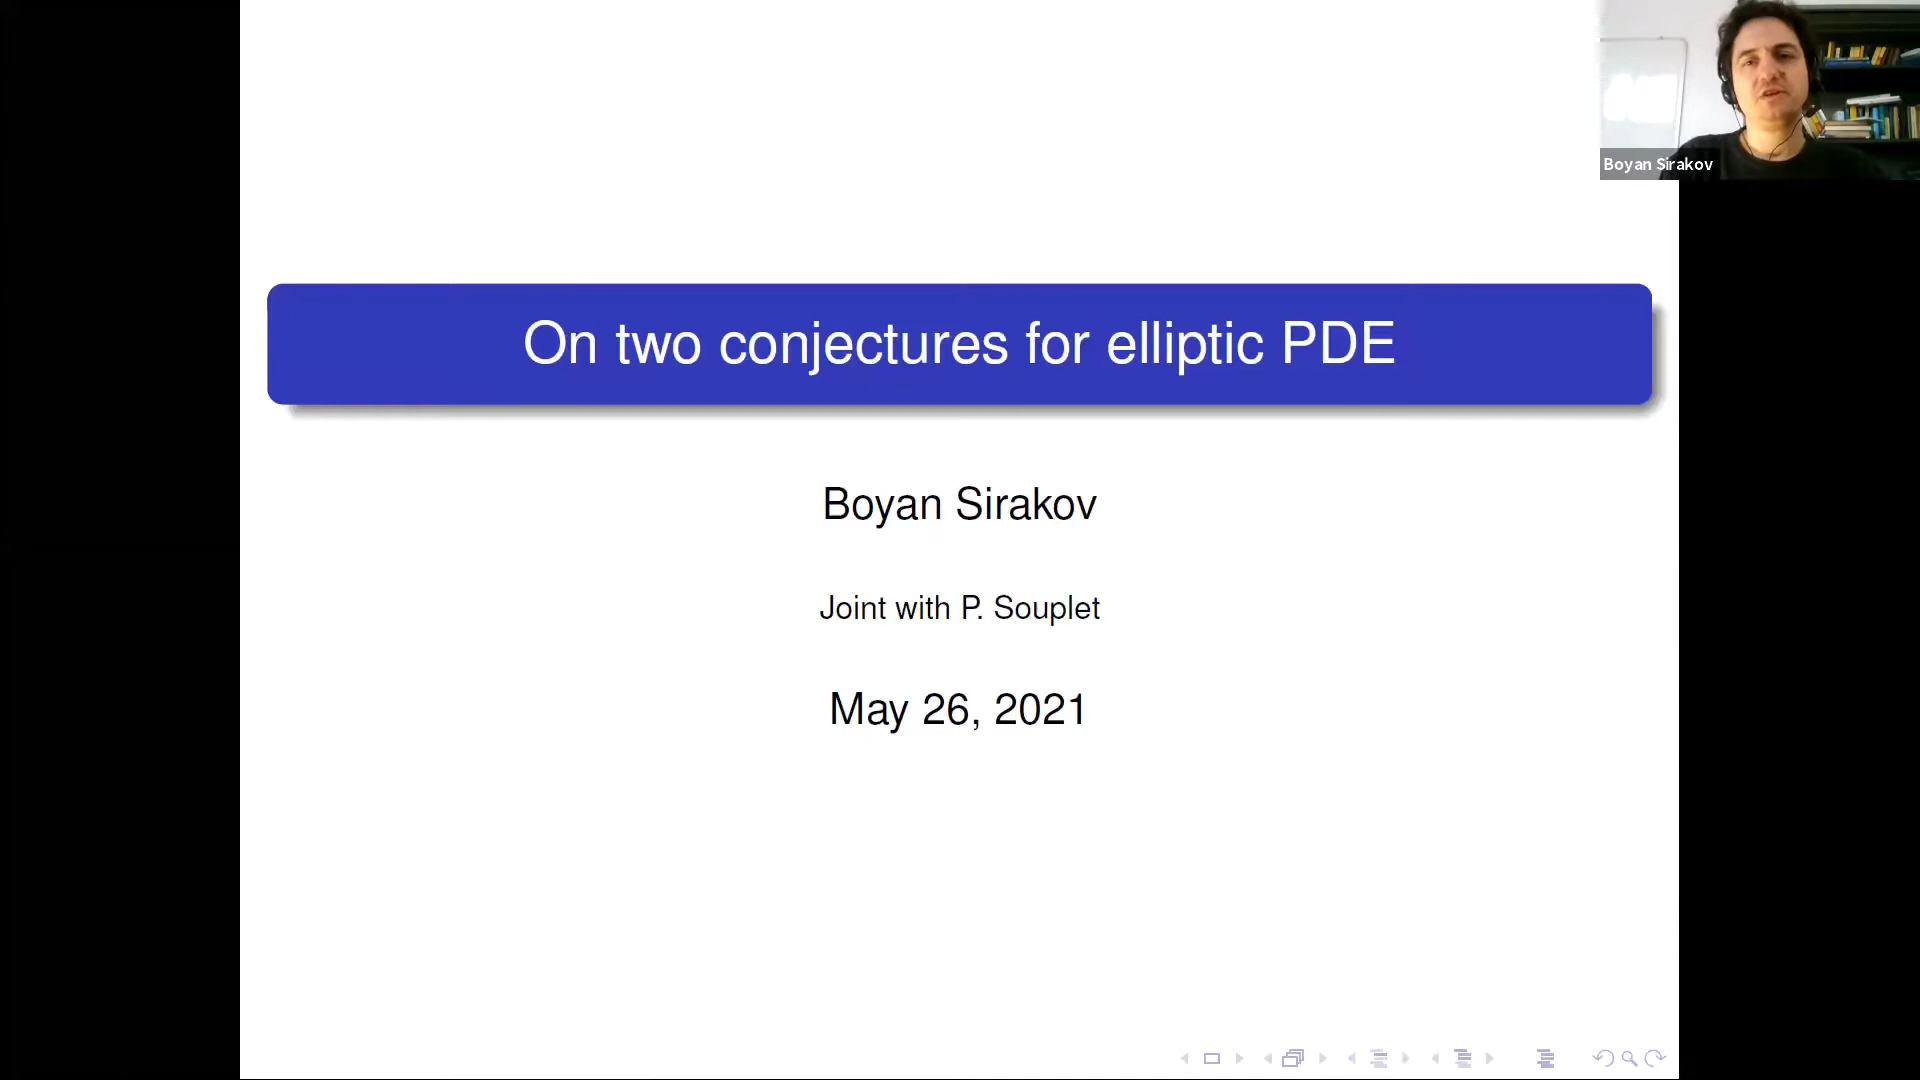 On two conjectures for elliptic PDE
Boyan Sirakov
Joint with P. Souplet
May 26, 2021
Boyan Sirakov